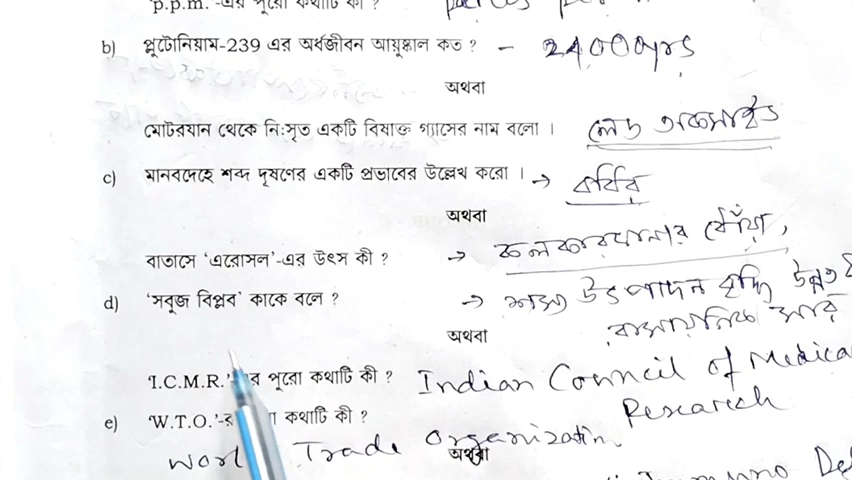 'p.p.m.'-এর পুরো কথাটি কী ?
b) প্লুটোনিয়াম-239 এর অর্ধজীবন আয়ুষ্কাল কত ? - 24000yrs
অথবা
মোটরযান থেকে নিঃসৃত একটি বিষাক্ত গ্যাসের নাম বলো । লেড অক্সাইড
c) মানবদেহে শব্দ দূষণের একটি প্রভাবের উল্লেখ করো । → বধির
অথবা
বাতাসে ‘এরোসল’-এর উৎস কী ? → কলকারখানার ধোঁয়া,
d) ‘সবুজ বিপ্লব’ কাকে বলে ? → শস্য উৎপাদন বৃদ্ধি উন্নত
রাসায়নিক সার
অথবা
‘I.C.M.R.’-এর পুরো কথাটি কী ? Indian Council of Medical
Research
e) ‘W.T.O.’-র কথাটি কী ?
World Trade Organization
অথবা